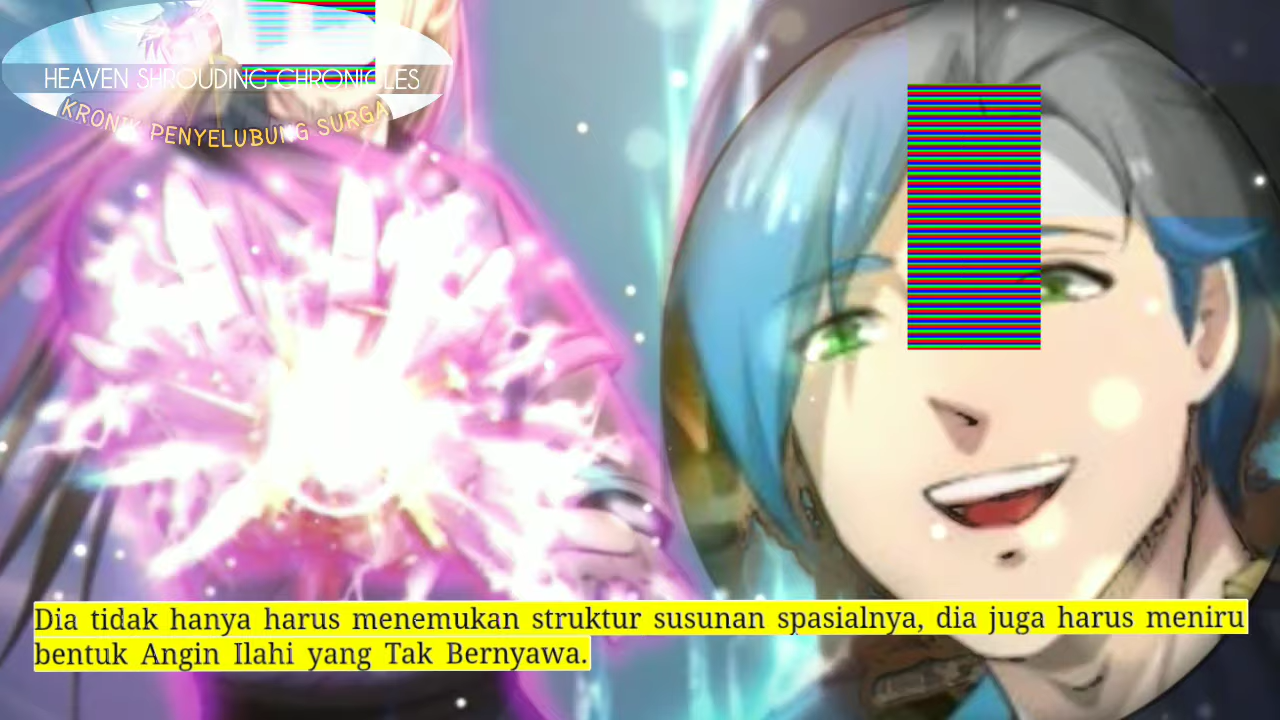 HEAVEN SHROUDING CHRONICLES
KRONIK PENYELUBUNG SURGA
Dia tidak hanya harus menemukan struktur susunan spasialnya, dia juga harus meniru
bentuk Angin Ilahi yang Tak Bernyawa.